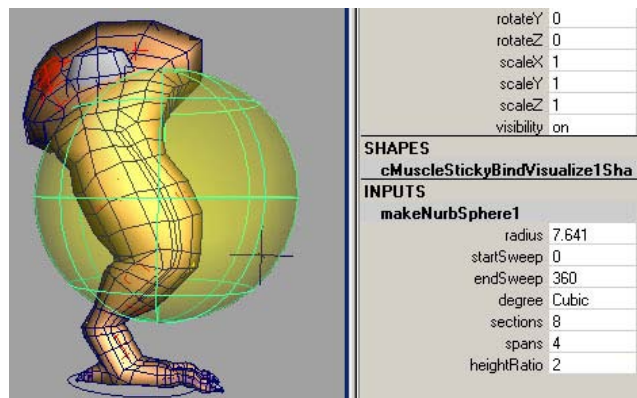 rotateY 0
rotateZ 0
scaleX 1
scaleY 1
scaleZ 1
visibility on
SHAPES
cMuscleStickyBindVisualize1Sha
INPUTS
makeNurbSphere1
radius 7.641
startSweep 0
endSweep 360
degree Cubic
sections 8
spans 4
heightRatio 2